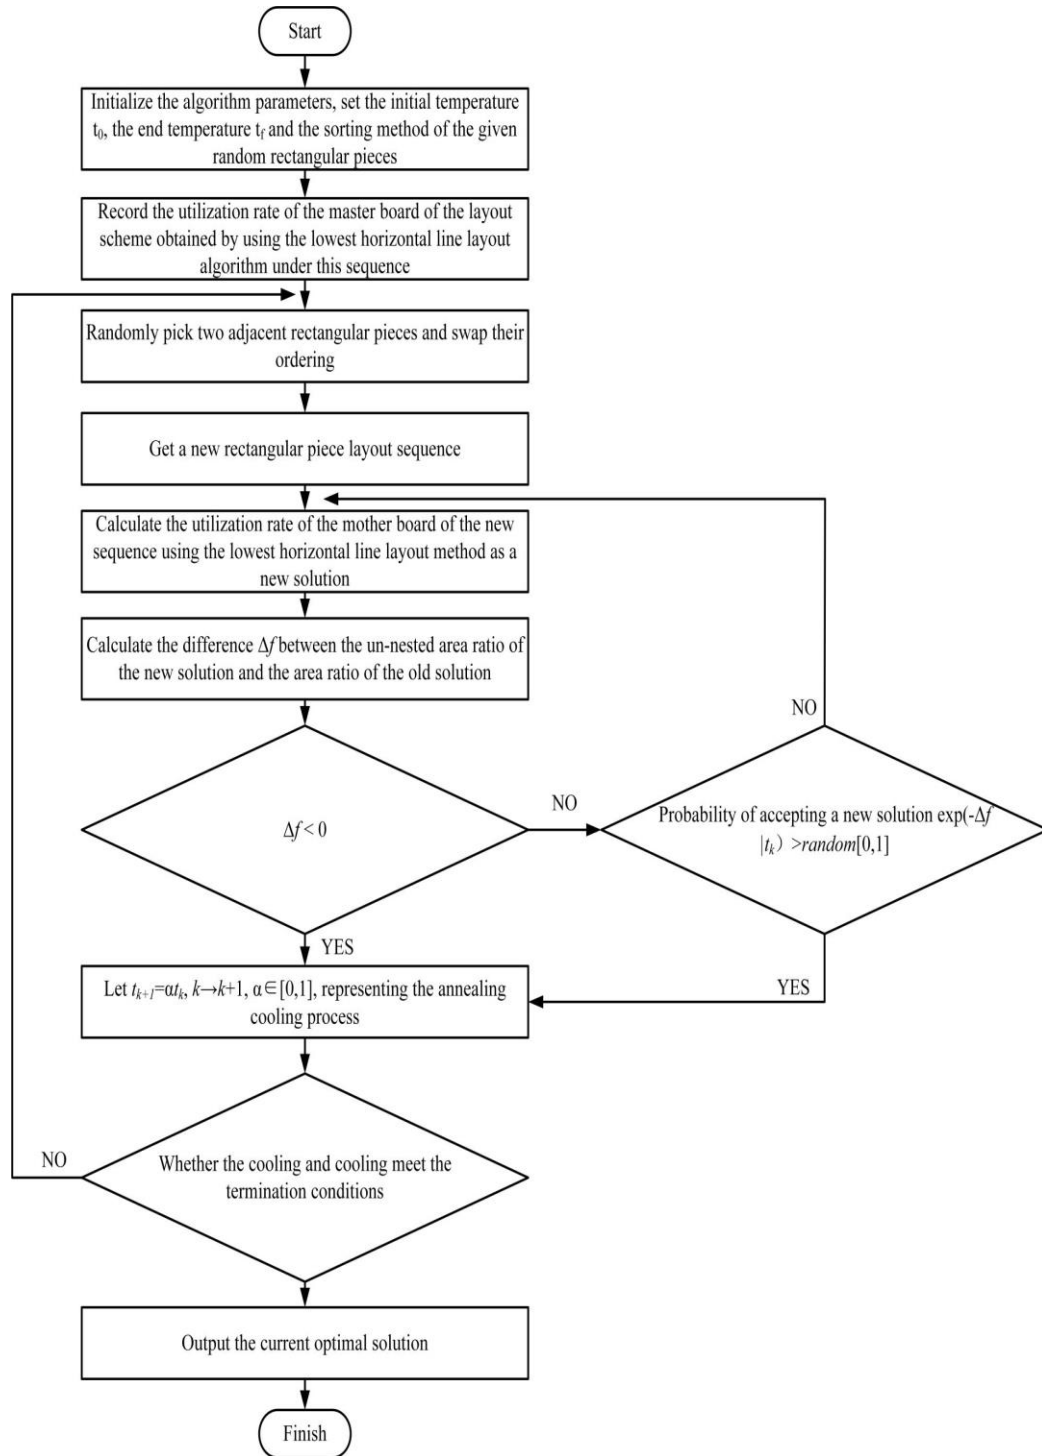 Start
Initialize the algorithm parameters, set the initial temperature
t₀, the end temperature t_f and the sorting method of the given
random rectangular pieces
Record the utilization rate of the master board of the layout
scheme obtained by using the lowest horizontal line layout
algorithm under this sequence
Randomly pick two adjacent rectangular pieces and swap their
ordering
Get a new rectangular piece layout sequence
Calculate the utilization rate of the mother board of the new
sequence using the lowest horizontal line layout method as a
new solution
Calculate the difference Δf between the un-nested area ratio of
the new solution and the area ratio of the old solution
NO
Δf < 0
NO
Probability of accepting a new solution exp(-Δf
|t_k) >random[0,1]
YES
YES
Let t_{k+1}=αt_k, k→k+1, α∈[0,1], representing the annealing
cooling process
NO
Whether the cooling and cooling meet the
termination conditions
Output the current optimal solution
Finish